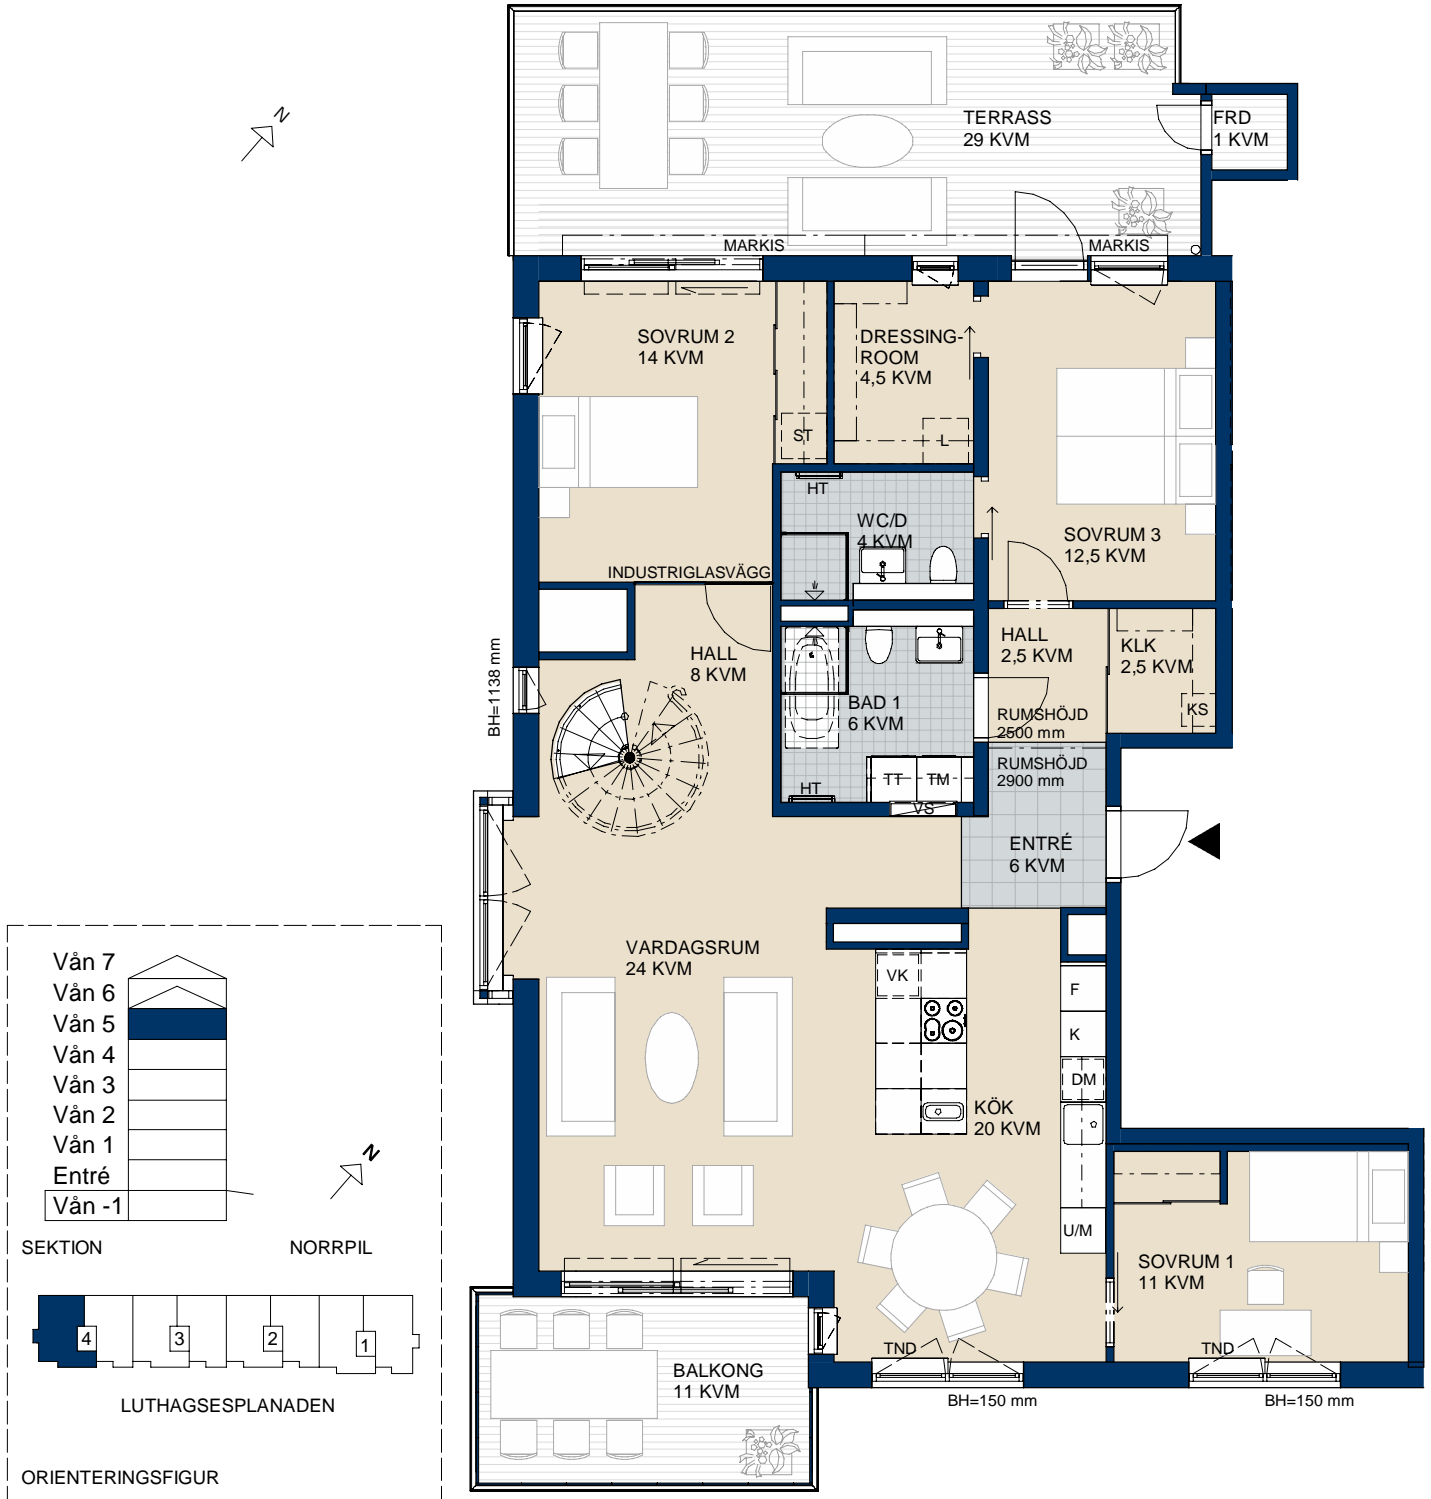 N
TERRASS
29 KVM
FRD
1 KVM
MARKIS
MARKIS
SOVRUM 2
14 KVM
DRESSING-
ROOM
4,5 KVM
ST
L
HT
WC/D
4 KVM
SOVRUM 3
12,5 KVM
INDUSTRIGLASVÄGG
HALL
8 KVM
BH=1138 mm
HALL
2,5 KVM
KLK
2,5 KVM
KS
BAD 1
6 KVM
RUMSHÖJD
2500 mm
RUMSHÖJD
2900 mm
HT
TT
TM
VS
ENTRÉ
6 KVM
VARDAGSRUM
24 KVM
VK
F
K
DM
KÖK
20 KVM
U/M
SOVRUM 1
11 KVM
TND
TND
BALKONG
11 KVM
BH=150 mm
BH=150 mm
Vån 7
Vån 6
Vån 5
Vån 4
Vån 3
Vån 2
Vån 1
Entré
Vån -1
N
SEKTION
NORRPIL
4
3
2
1
LUTHAGSESPLANADEN
ORIENTERINGSFIGUR